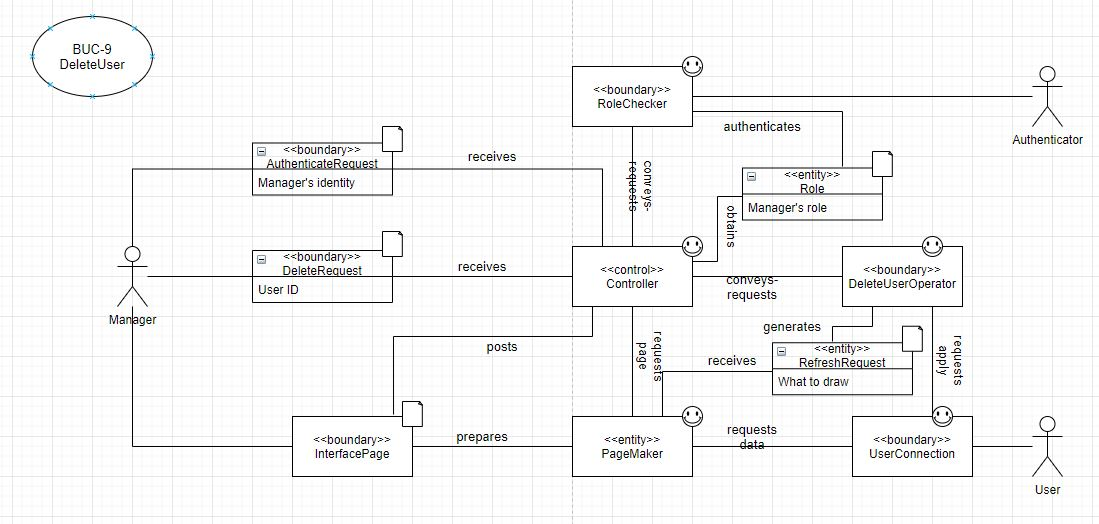 BUC-9
DeleteUser
<<boundary>>
RoleChecker
authenticates
Authenticator
<<boundary>>
AuthenticateRequest
Manager's identity
receives
conveys-
requests
<<entity>>
Role
Manager's role
obtains
<<boundary>>
DeleteRequest
User ID
receives
<<control>>
Controller
conveys-
requests
<<boundary>>
DeleteUserOperator
Manager
posts
requests
page
generates
receives
<<entity>>
RefreshRequest
What to draw
requests
apply
<<boundary>>
InterfacePage
prepares
<<entity>>
PageMaker
requests
data
<<boundary>>
UserConnection
User